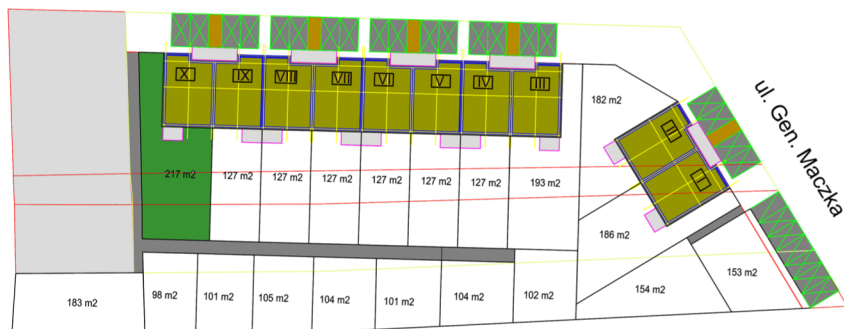 X IX VIII VII VI V IV III
182 m2
II
ul. Gen. Maczka
I
217 m2 127 m2 127 m2 127 m2 127 m2 127 m2 127 m2 193 m2
186 m2
153 m2
183 m2 98 m2 101 m2 105 m2 104 m2 101 m2 104 m2 102 m2 154 m2